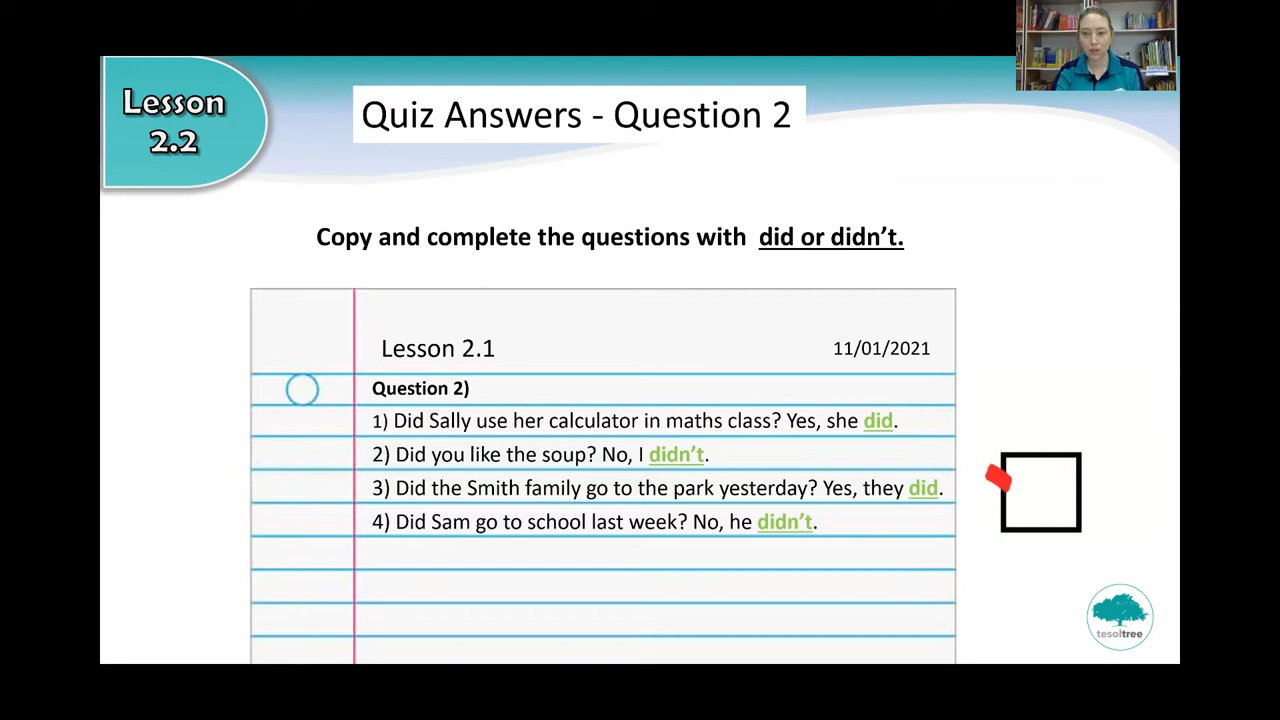 Lesson
2.2
Quiz Answers - Question 2
Copy and complete the questions with did or didn't.
Lesson 2.1
11/01/2021
Question 2)
1) Did Sally use her calculator in maths class? Yes, she did.
2) Did you like the soup? No, I didn't.
3) Did the Smith family go to the park yesterday? Yes, they did.
4) Did Sam go to school last week? No, he didn't.
tesoltree